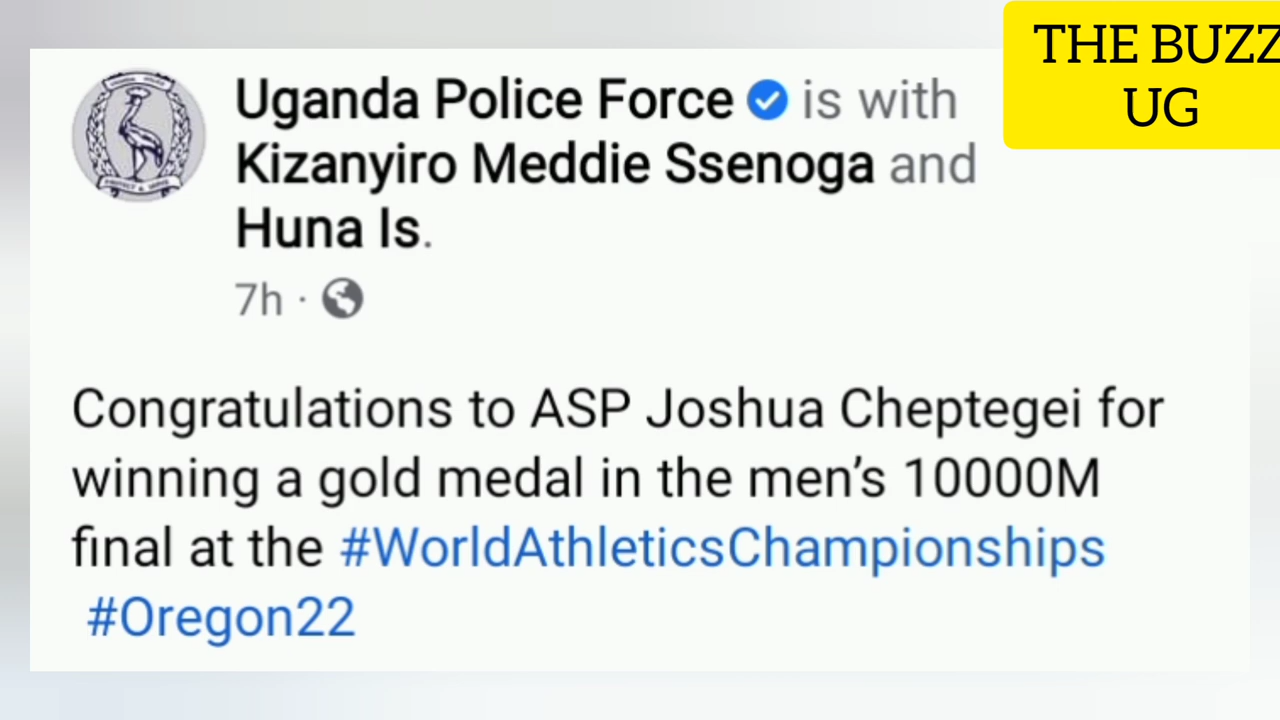 THE BUZZ
UG
Uganda Police Force is with
Kizanyiro Meddie Ssenoga and
Huna Is.
7h ·
Congratulations to ASP Joshua Cheptegei for
winning a gold medal in the men’s 10000M
final at the #WorldAthleticsChampionships
#Oregon22